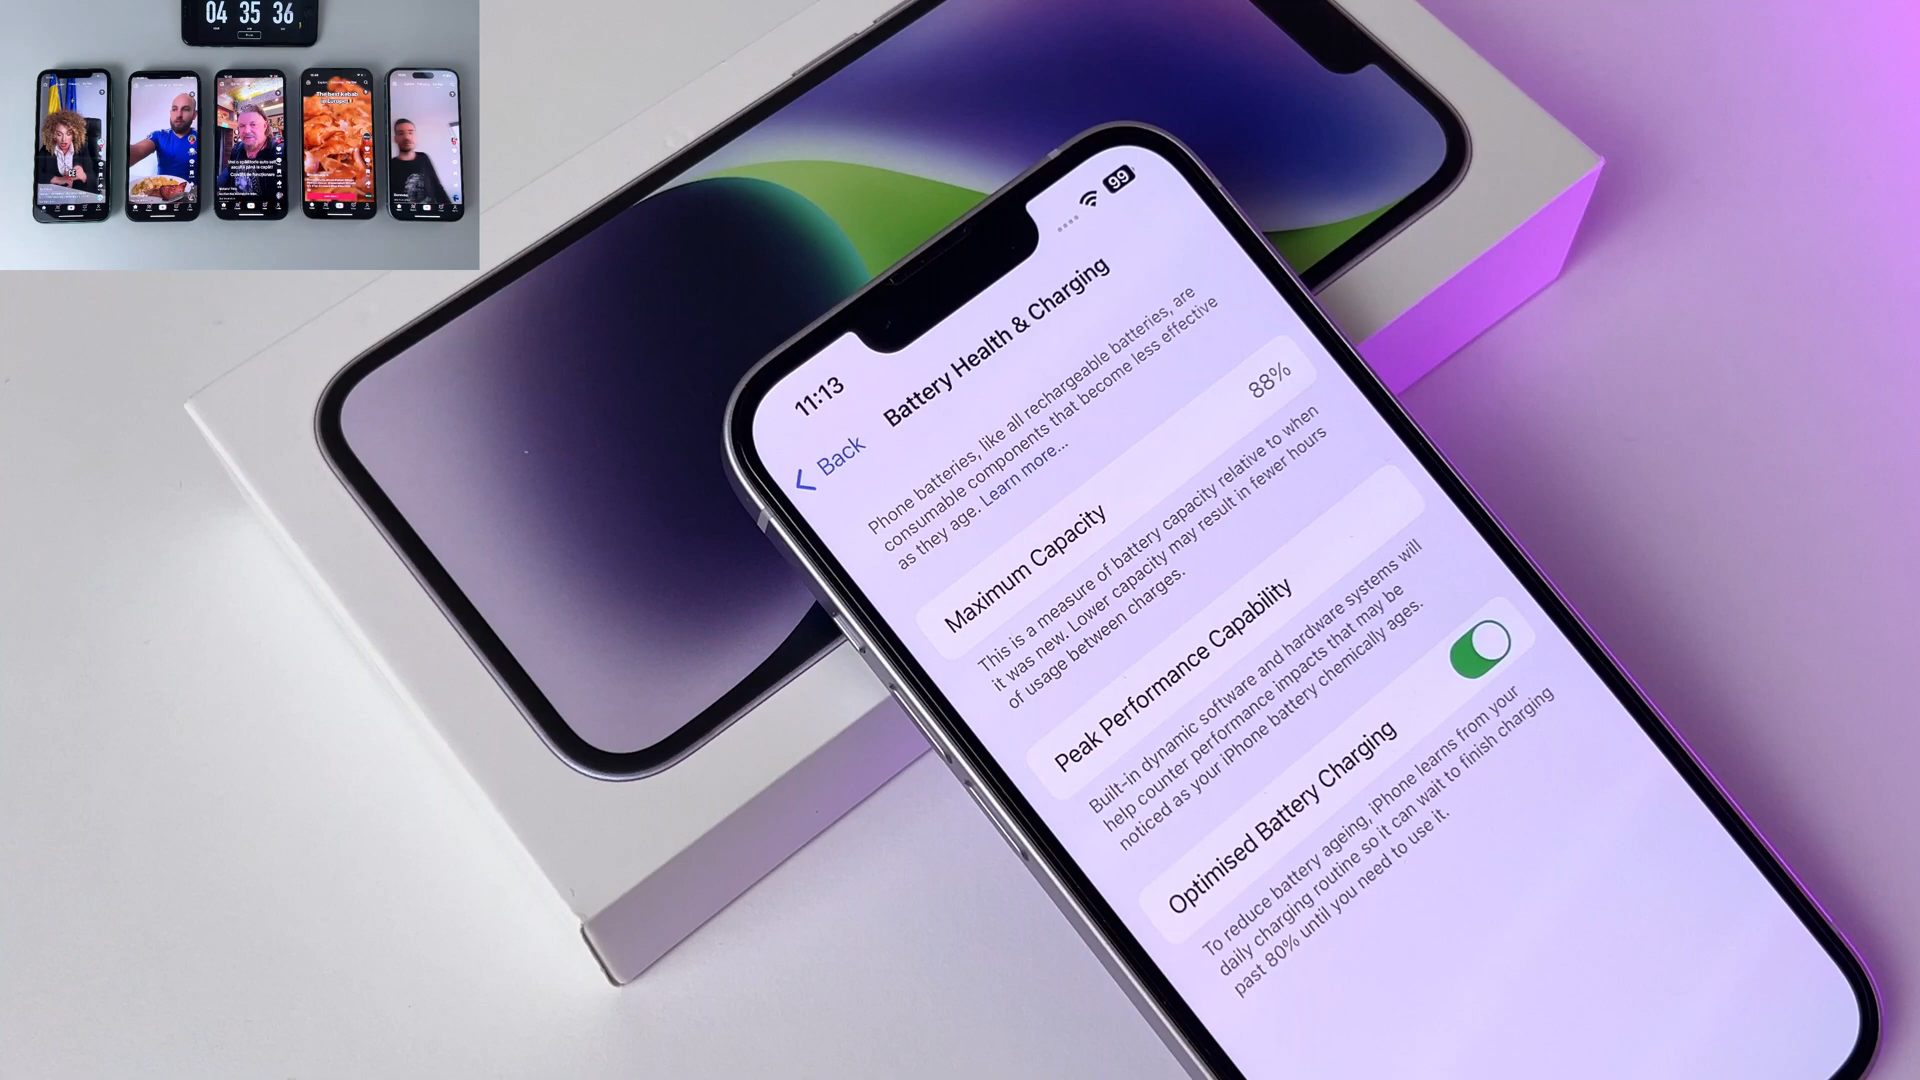 04 35 36
The best kebab
in Europe!!
99
11:13
Back
Battery Health & Charging
Phone batteries, like all rechargeable batteries, are
consumable components that become less effective
as they age. Learn more...
Maximum Capacity 88%
This is a measure of battery capacity relative to when
it was new. Lower capacity may result in fewer hours
of usage between charges.
Peak Performance Capability
Built-in dynamic software and hardware systems will
help counter performance impacts that may be
noticed as your iPhone battery chemically ages.
Optimised Battery Charging
To reduce battery ageing, iPhone learns from your
daily charging routine so it can wait to finish charging
past 80% until you need to use it.